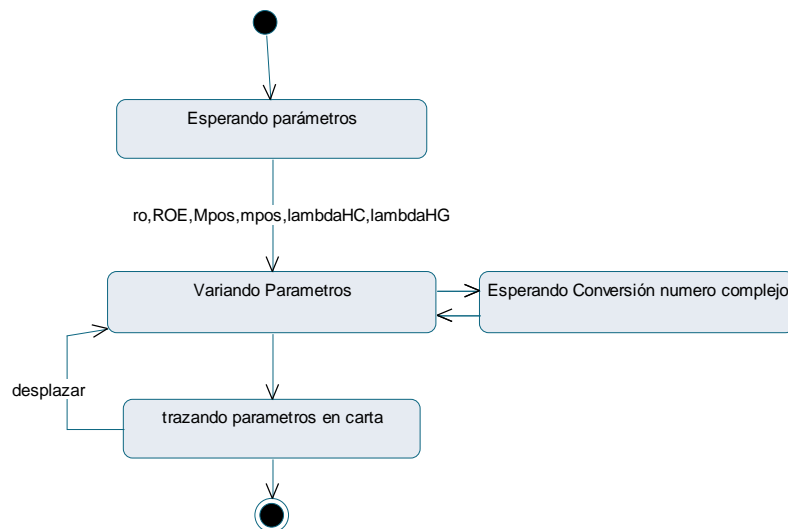 Esperando parámetros
ro,ROE,Mpos,mpos,lambdaHC,lambdaHG
Variando Parametros
Esperando Conversión numero complejo
desplazar
trazando parametros en carta